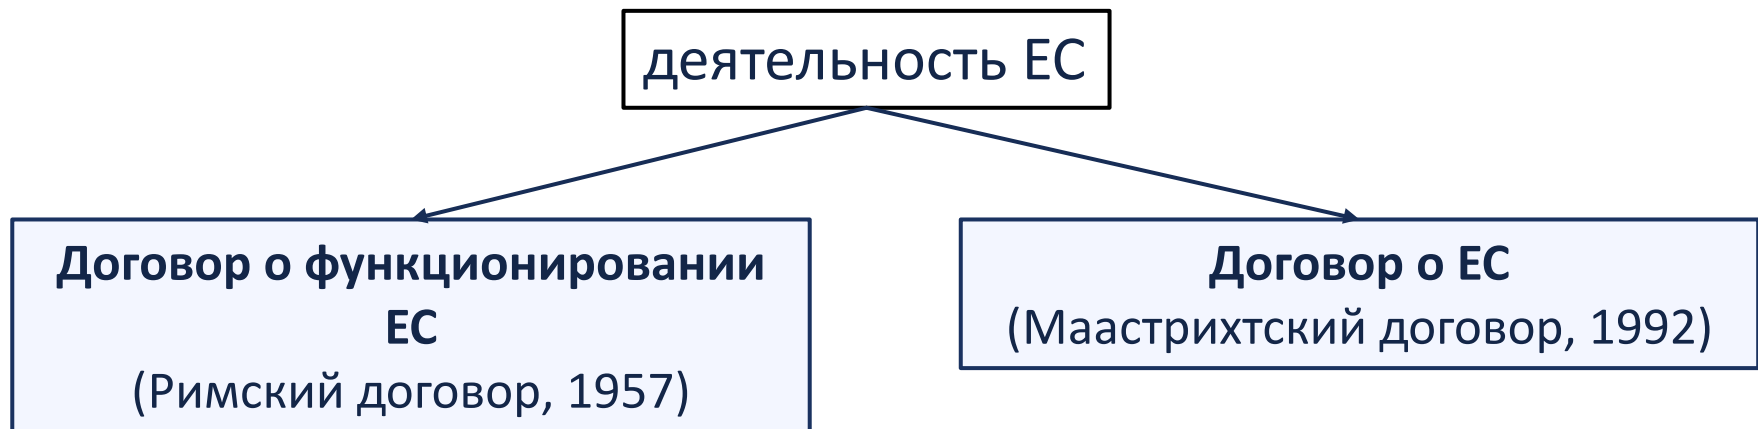 деятельность ЕС
Договор о функционировании
ЕС
(Римский договор, 1957)
Договор о ЕС
(Маастрихтский договор, 1992)